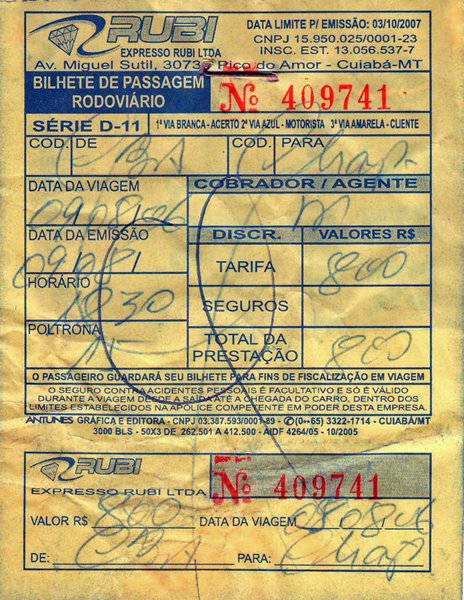 RUBI DATA LIMITE P/ EMISSÃO: 03/10/2007
EXPRESSO RUBI LTDA CNPJ 15.950.025/0001-23
INSC. EST. 13.056.537-7
Av. Miguel Sutil, 3073 Pico do Amor - Cuiabá-MT
BILHETE DE PASSAGEM RODOVIÁRIO Nº 409741
SÉRIE D-11 1ª VIA BRANCA - ACERTO 2ª VIA AZUL - MOTORISTA 3ª VIA AMARELA - CLIENTE
COD. DE CBA COD. PARA
DATA DA VIAGEM COBRADOR / AGENTE
09.08.06
DATA DA EMISSÃO DISCR. VALORES R$
TARIFA 8,00
HORÁRIO
SEGUROS
POLTRONA
TOTAL DA PRESTAÇÃO 8,00
O PASSAGEIRO GUARDARÁ SEU BILHETE PARA FINS DE FISCALIZAÇÃO EM VIAGEM
O SEGURO CONTRA ACIDENTES PESSOAIS É FACULTATIVO E SÓ É VÁLIDO
DURANTE A VIAGEM DESDE A SAÍDA ATÉ A CHEGADA DO CARRO, DENTRO DOS
LIMITES ESTABELECIDOS NA APÓLICE COMPETENTE EM PODER DESTA EMPRESA.
ANTUNES GRÁFICA E EDITORA - CNPJ 03.387.593/0001-89 - (0**65) 3322-1714 - CUIABÁ/MT
3000 BLS - 50X3 DE 262.501 A 412.500 - AIDF 4264/05 - 10/2005
RUBI
EXPRESSO RUBI LTDA Nº 409741
VALOR R$ 8,00 DATA DA VIAGEM
DE: CBA PARA: